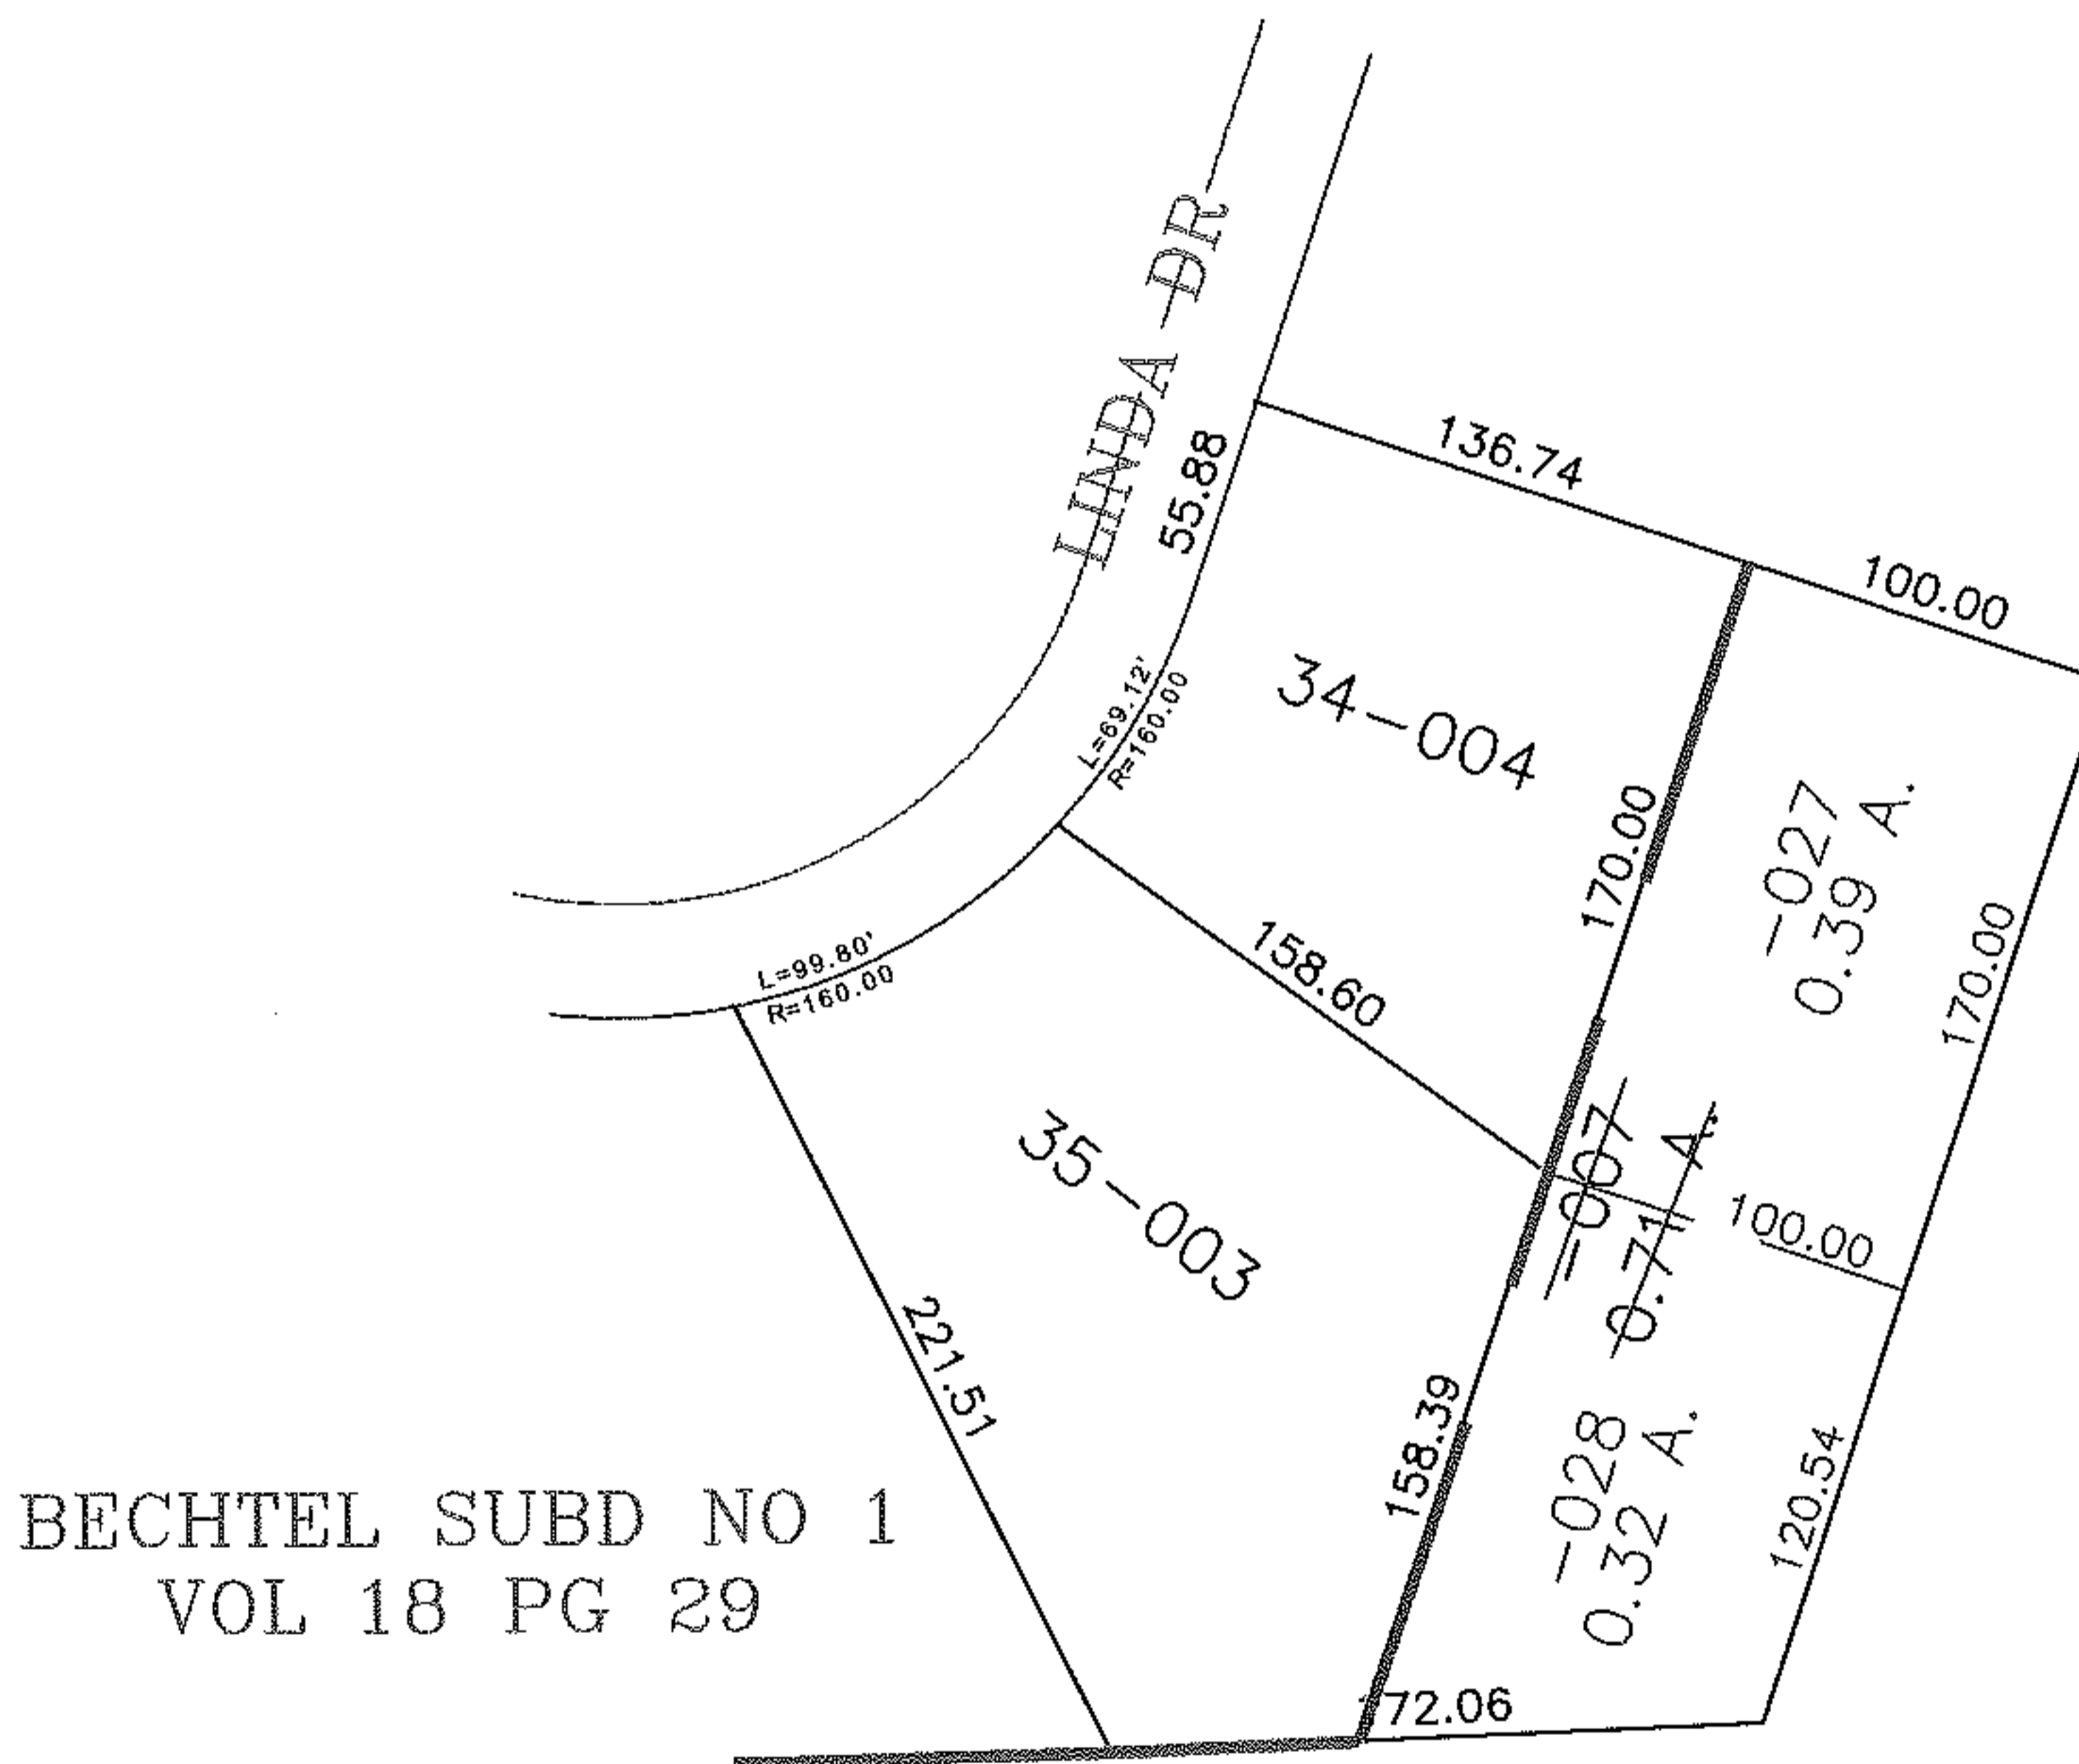 LINDA DR
136.74
100.00
55.88
34-004
L=69.12'
R=160.00
170.00
-027
0.39 A.
170.00
L=99.80'
R=160.00
158.60
35-003
-007
0.71 A.
100.00
221.51
158.39
-028
0.32 A.
120.54
BECHTEL SUBD NO 1
VOL 18 PG 29
172.06